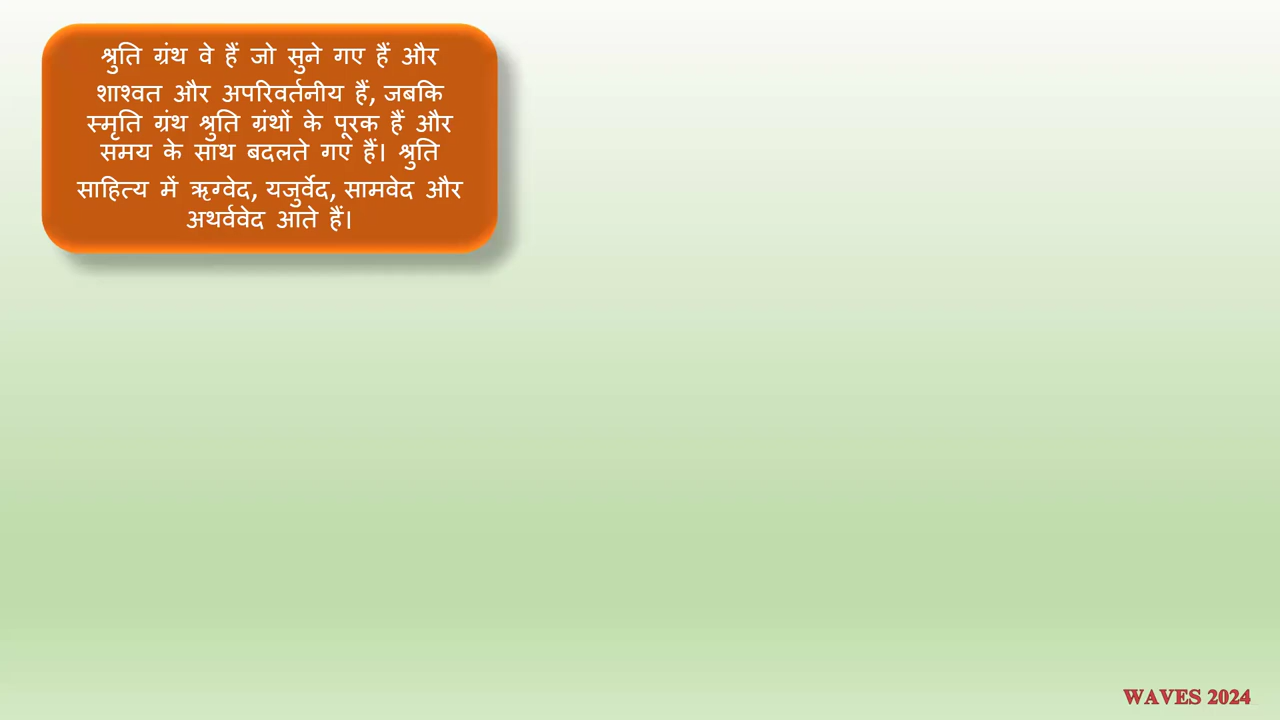 श्रुति ग्रंथ वे हैं जो सुने गए हैं और
शाश्वत और अपरिवर्तनीय हैं, जबकि
स्मृति ग्रंथ श्रुति ग्रंथों के पूरक हैं और
समय के साथ बदलते गए हैं। श्रुति
साहित्य में ऋग्वेद, यजुर्वेद, सामवेद और
अथर्ववेद आते हैं।
WAVES 2024